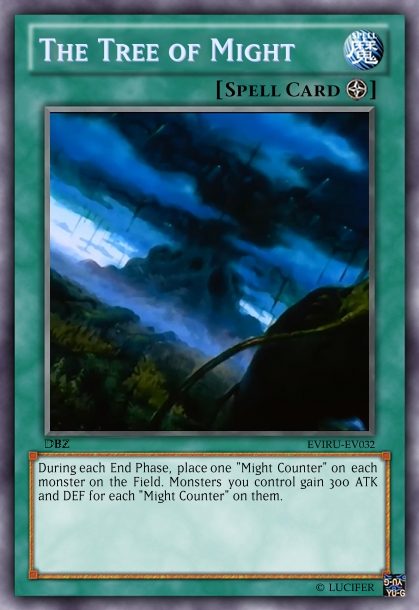 THE TREE OF MIGHT
魔
[SPELL CARD ]
DBZ
EVIRU-EV032
During each End Phase, place one "Might Counter" on each
monster on the Field. Monsters you control gain 300 ATK
and DEF for each "Might Counter" on them.
© LUCIFER
YU-G